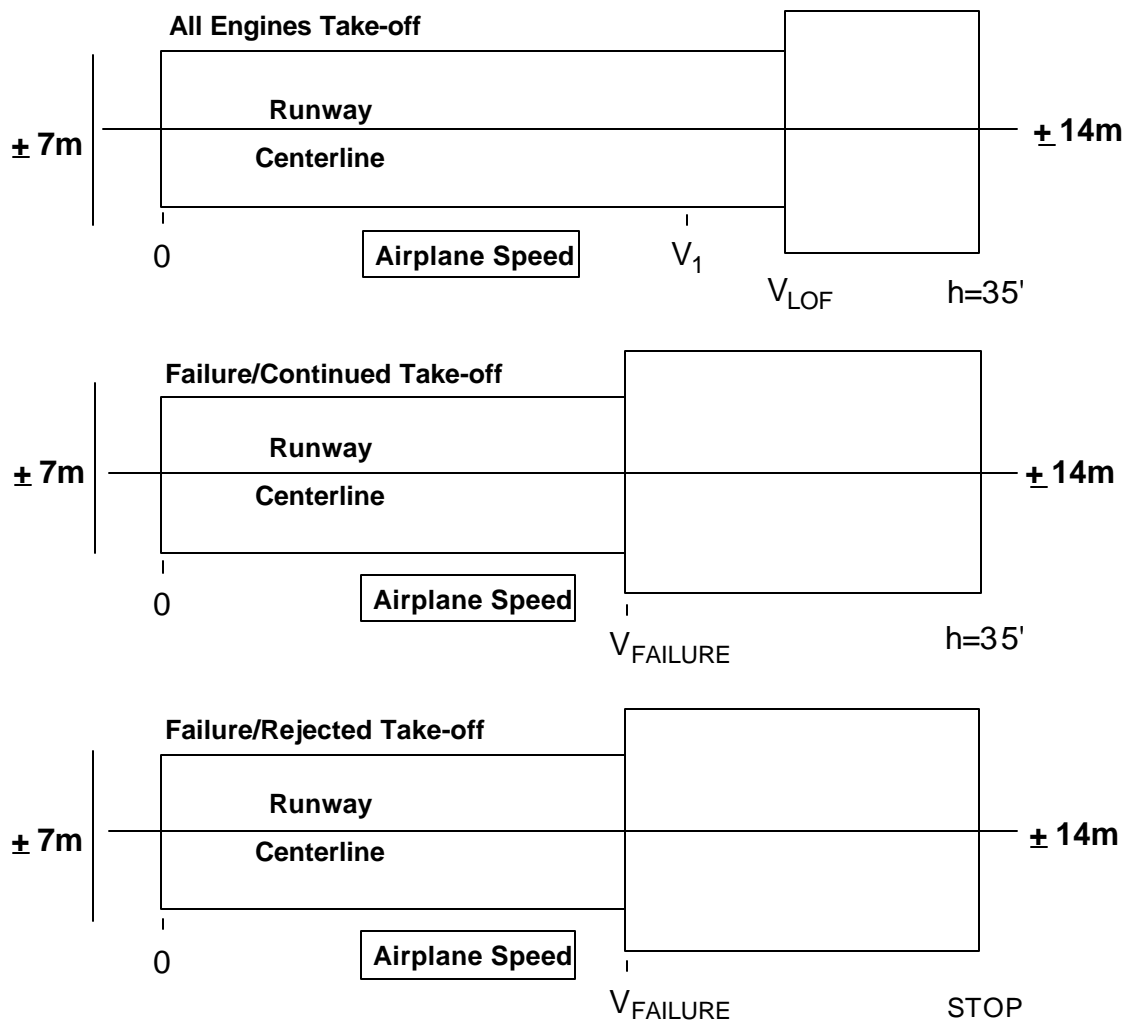 All Engines Take-off
Runway
± 7m
± 14m
Centerline
0
Airplane Speed
V1
VLOF
h=35'
Failure/Continued Take-off
Runway
± 7m
± 14m
Centerline
0
Airplane Speed
VFAILURE
h=35'
Failure/Rejected Take-off
Runway
± 7m
± 14m
Centerline
0
Airplane Speed
VFAILURE
STOP